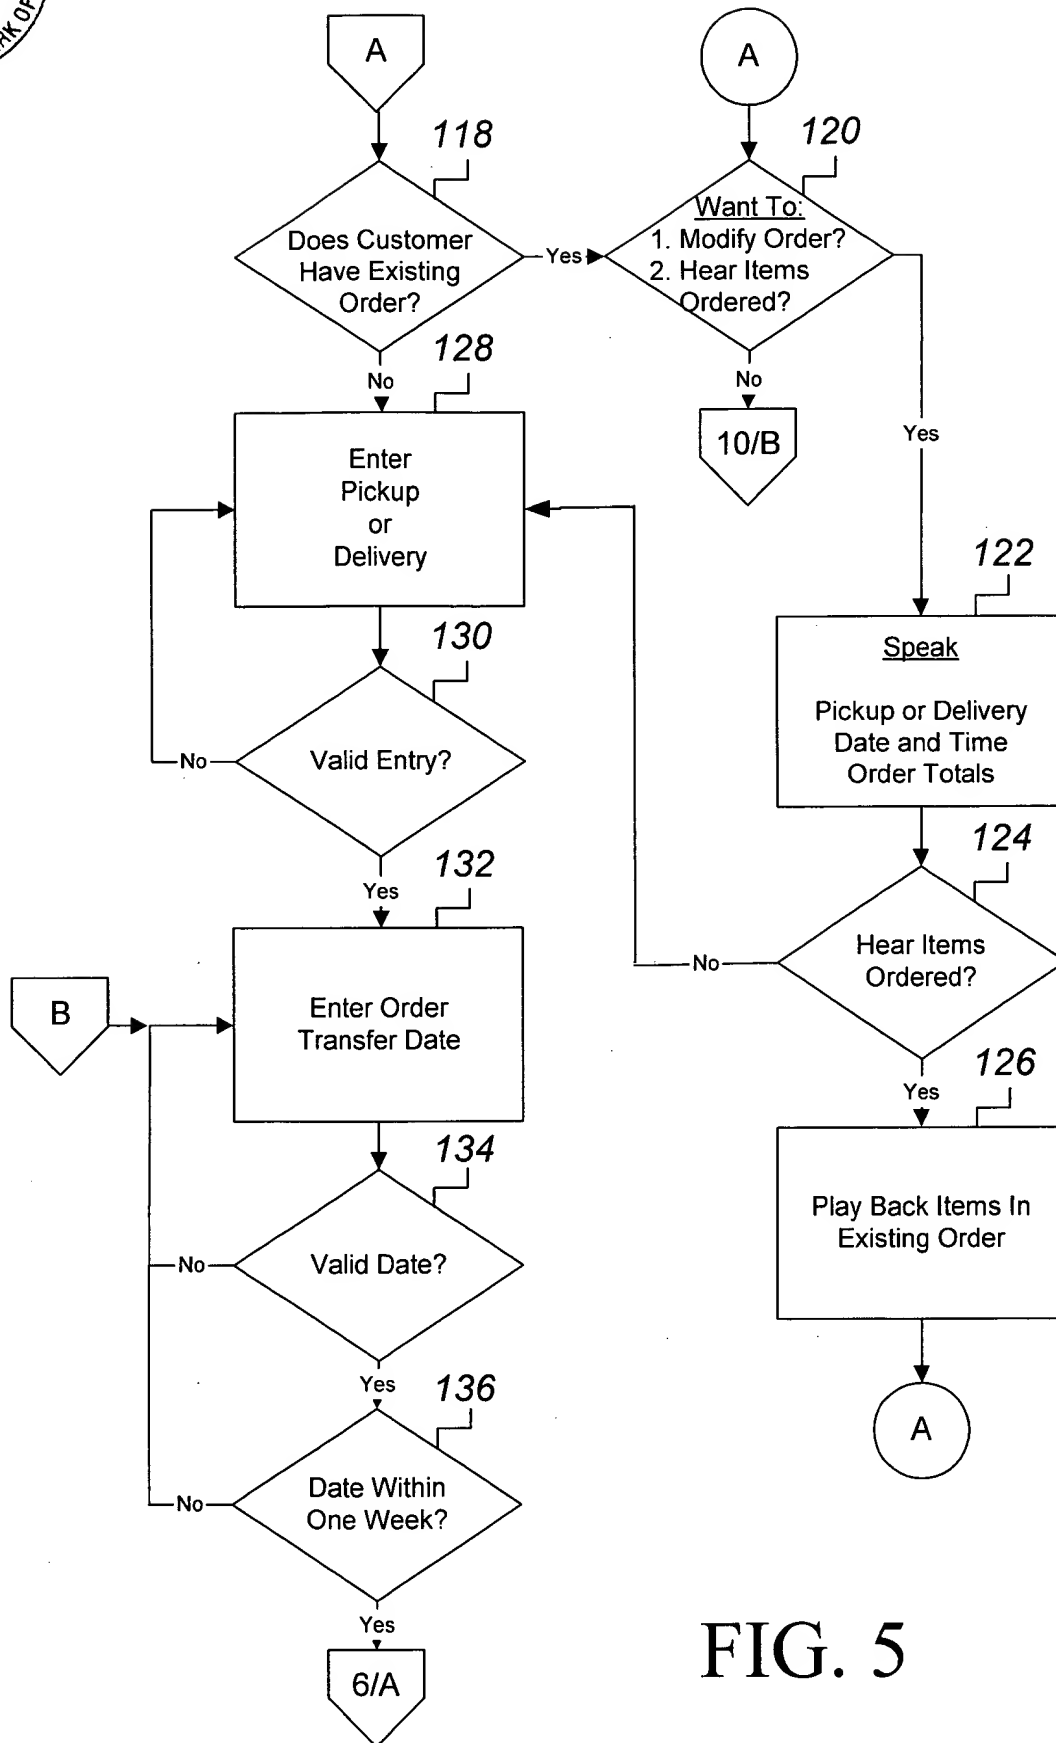 A
A
118
120
Does Customer
Have Existing
Order?
Yes
Want To:
1. Modify Order?
2. Hear Items
Ordered?
No
128
No
10/B
Yes
Enter
Pickup
or
Delivery
122
Speak
Pickup or Delivery
Date and Time
Order Totals
130
Valid Entry?
No
Yes
124
Hear Items
Ordered?
No
132
B
Enter Order
Transfer Date
126
Yes
Play Back Items In
Existing Order
134
Valid Date?
No
Yes
136
A
Date Within
One Week?
No
Yes
6/A
FIG. 5